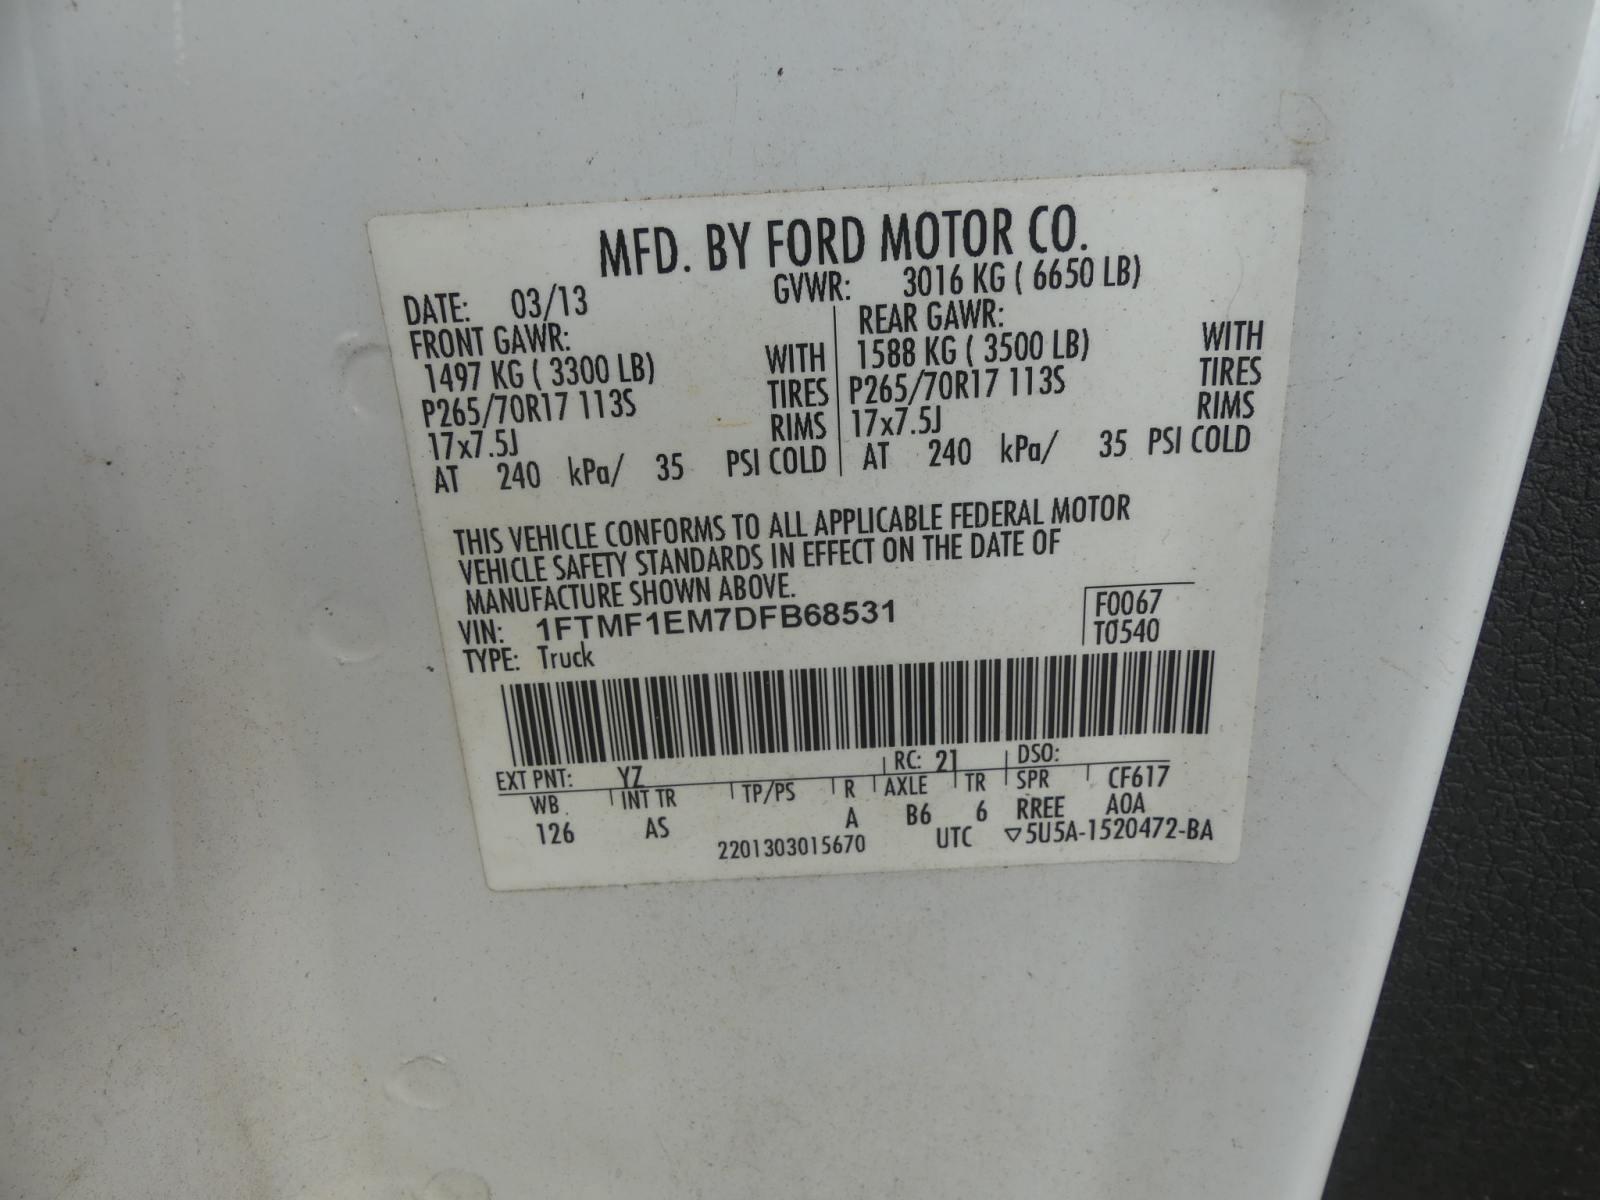 MFD. BY FORD MOTOR CO.
DATE: 03/13 GVWR: 3016 KG ( 6650 LB)
FRONT GAWR: REAR GAWR:
1497 KG ( 3300 LB) WITH 1588 KG ( 3500 LB) WITH
P265/70R17 113S TIRES P265/70R17 113S TIRES
17x7.5J RIMS 17x7.5J RIMS
AT 240 kPa/ 35 PSI COLD AT 240 kPa/ 35 PSI COLD
THIS VEHICLE CONFORMS TO ALL APPLICABLE FEDERAL MOTOR
VEHICLE SAFETY STANDARDS IN EFFECT ON THE DATE OF
MANUFACTURE SHOWN ABOVE.
VIN: 1FTMF1EM7DFB68531 F0067
TYPE: Truck T0540
EXT PNT: YZ RC: 21 DSO:
WB INT TR TP/PS R AXLE TR SPR CF617
126 AS A B6 6 RREE AOA
2201303015670 UTC ▽5U5A-1520472-BA